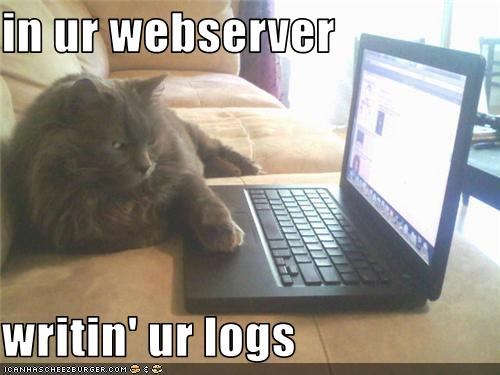 in ur webserver
writin' ur logs
ICANHASCHEEZBURGER.COM